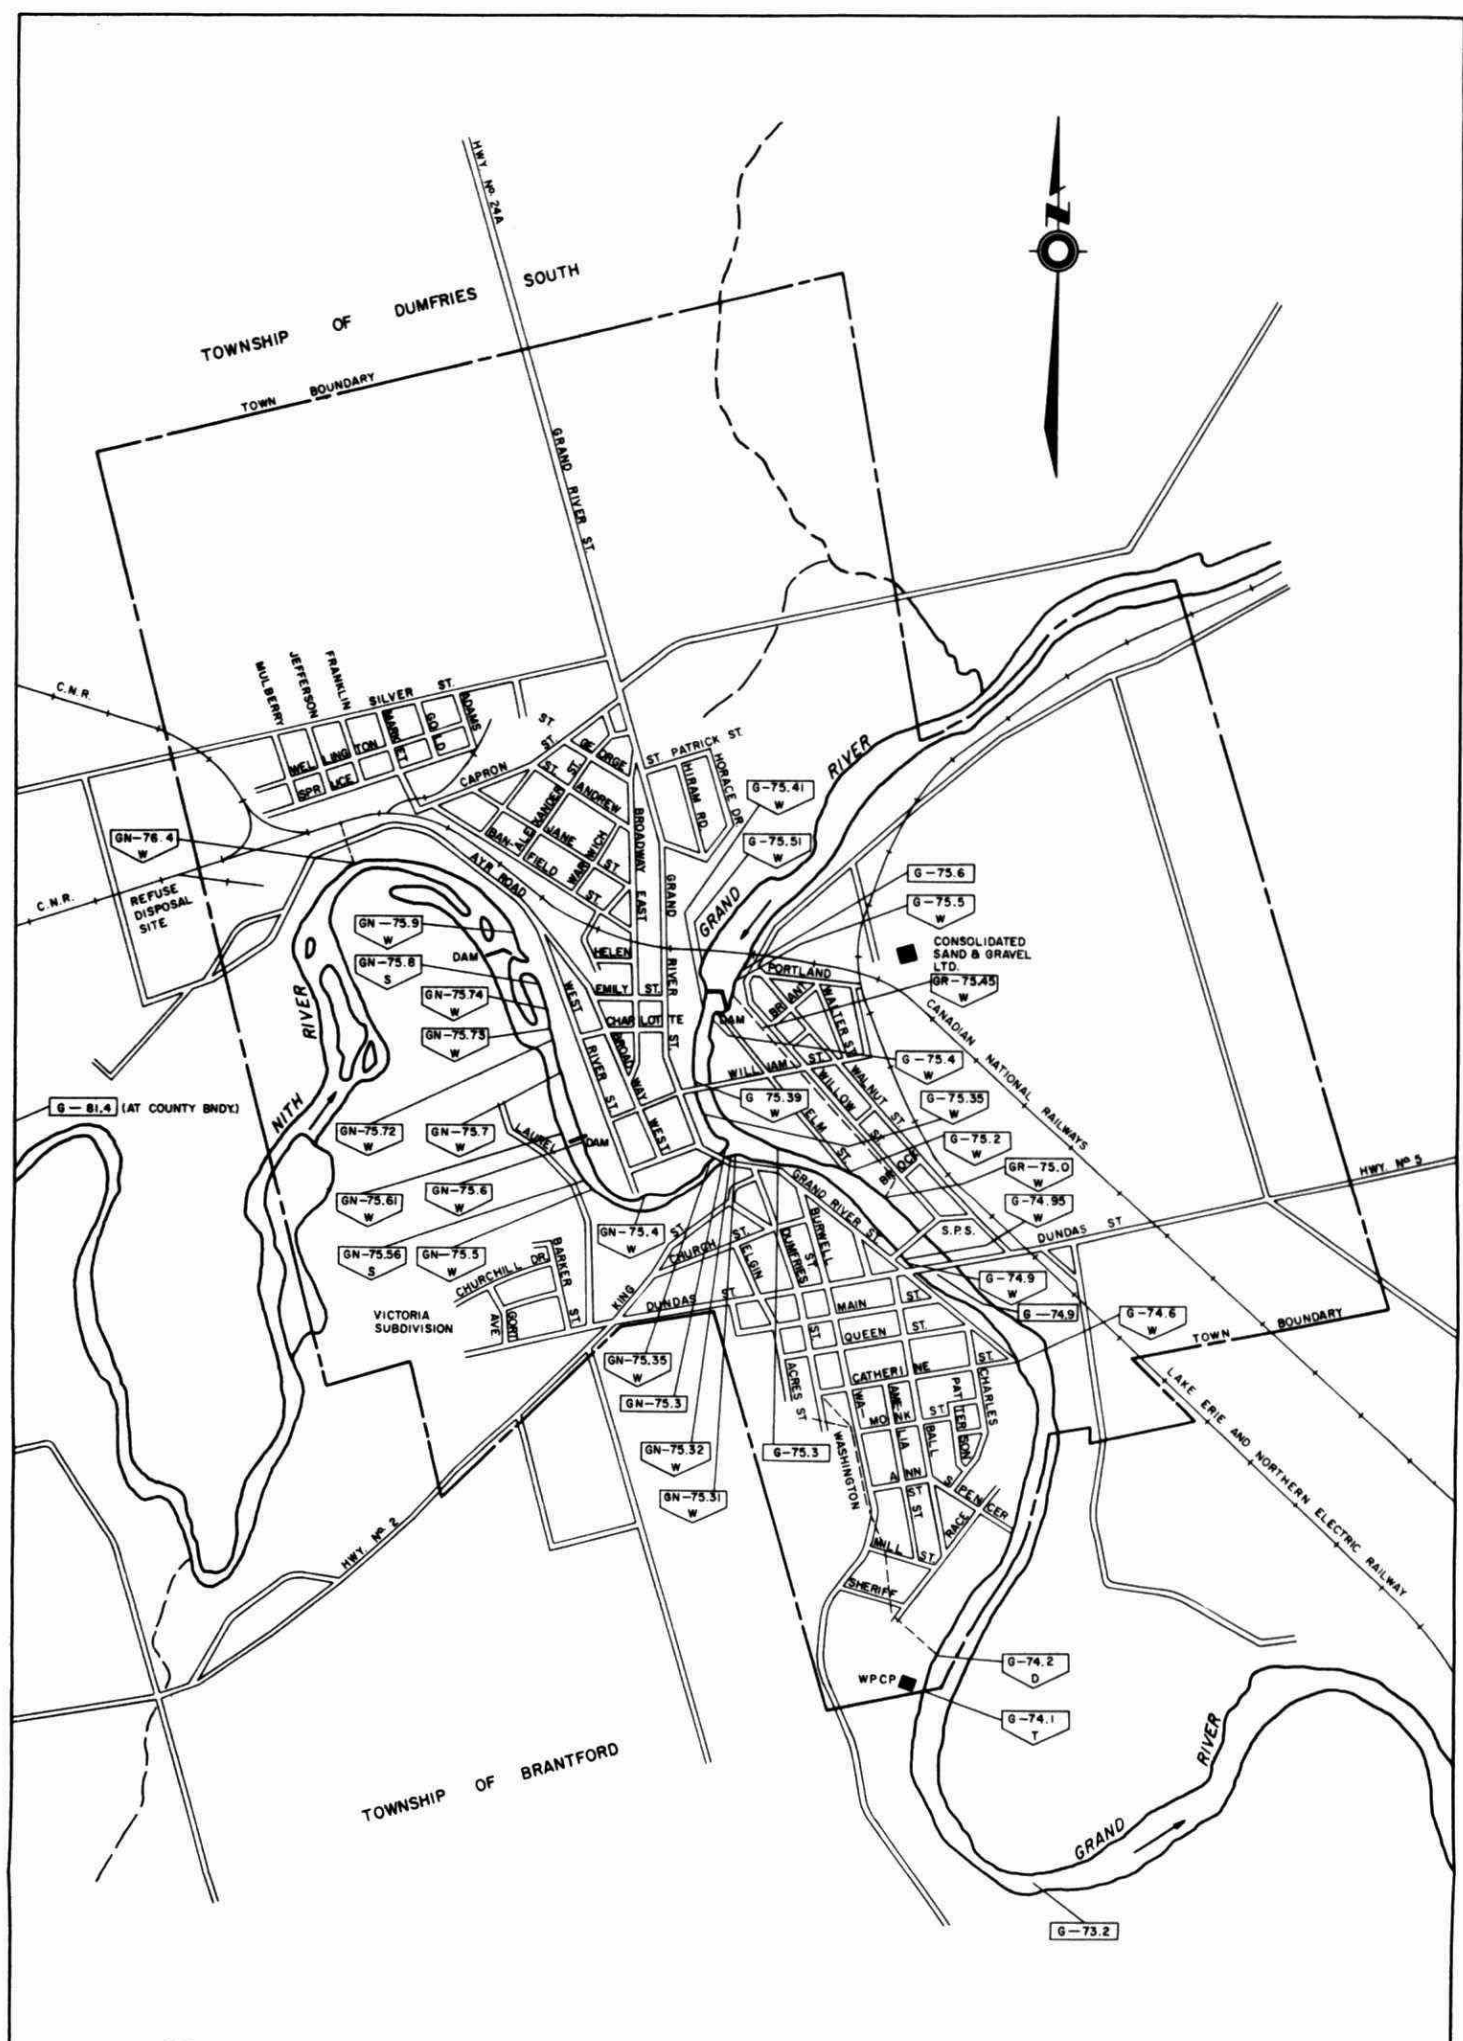 HWY. No. 24A
N
TOWNSHIP OF DUMFRIES SOUTH
TOWN BOUNDARY
GRAND RIVER ST.
MULBERRY
JEFFERSON
FRANKLIN
SILVER ST.
ADAMS
GOULD
MARKET
WELLINGTON
SPRUCE
C.N.R.
CAPRON ST.
ST.
GEORGE
ST. PATRICK ST.
HIRAM RD.
HORACE DR.
ANDREW
ALEXANDER ST.
JANE
BANFIELD ST.
WARWICH ST.
BROADWAY EAST
GRAND RIVER ST.
AYR ROAD
GRAND RIVER
G-75.41
W
G-75.51
W
GN-76.4
W
C.N.R.
REFUSE
DISPOSAL
SITE
G-75.6
G-75.5
W
CONSOLIDATED
SAND & GRAVEL
LTD.
GR-75.45
W
GN-75.9
W
DAM
GN-75.8
S
GN-75.74
W
GN-75.73
W
HELEN
EMILY ST.
CHARLOTTE
WEST RIVER ST.
BROADWAY WEST
PORTLAND
BRIANT
WALTER ST.
DAM
WILLIAM ST.
WILLOW ST.
WALNUT ST.
ELM ST.
BROCK
CANADIAN NATIONAL RAILWAYS
G-75.4
W
G 75.39
W
G-75.35
W
G-75.2
W
GR-75.0
W
G-74.95
W
NITH RIVER
G-81.4 (AT COUNTY BNDY.)
GN-75.72
W
GN-75.7
W
LAUREL
DAM
GN-75.61
W
GN-75.6
W
GN-75.56
S
GN-75.5
W
GN-75.4
W
HWY. No. 5
S.P.S.
DUNDAS ST
GRAND RIVER ST.
BURWELL ST
DUMFRIES
CHURCH ST.
ELGIN
KING ST.
DUNDAS ST.
CHURCHILL DR.
BARKER ST.
GORT AVE
VICTORIA
SUBDIVISION
MAIN ST.
QUEEN ST.
CATHERINE ST.
G-74.9
W
G-74.9
G-74.6
W
TOWN BOUNDARY
GN-75.35
W
GN-75.3
GN-75.32
W
GN-75.31
W
G-75.3
ACRES ST
ST.
WASHINGTON
WA-
AMELIA ST
MONK ST
BALL
PATTERSON
CHARLES
ANN ST
SPENCER
RACE
MILL ST.
SHERIFF
LAKE ERIE AND NORTHERN ELECTRIC RAILWAY
HWY. No. 2
WPCP
G-74.2
D
G-74.1
T
TOWNSHIP OF BRANTFORD
GRAND RIVER
G-73.2